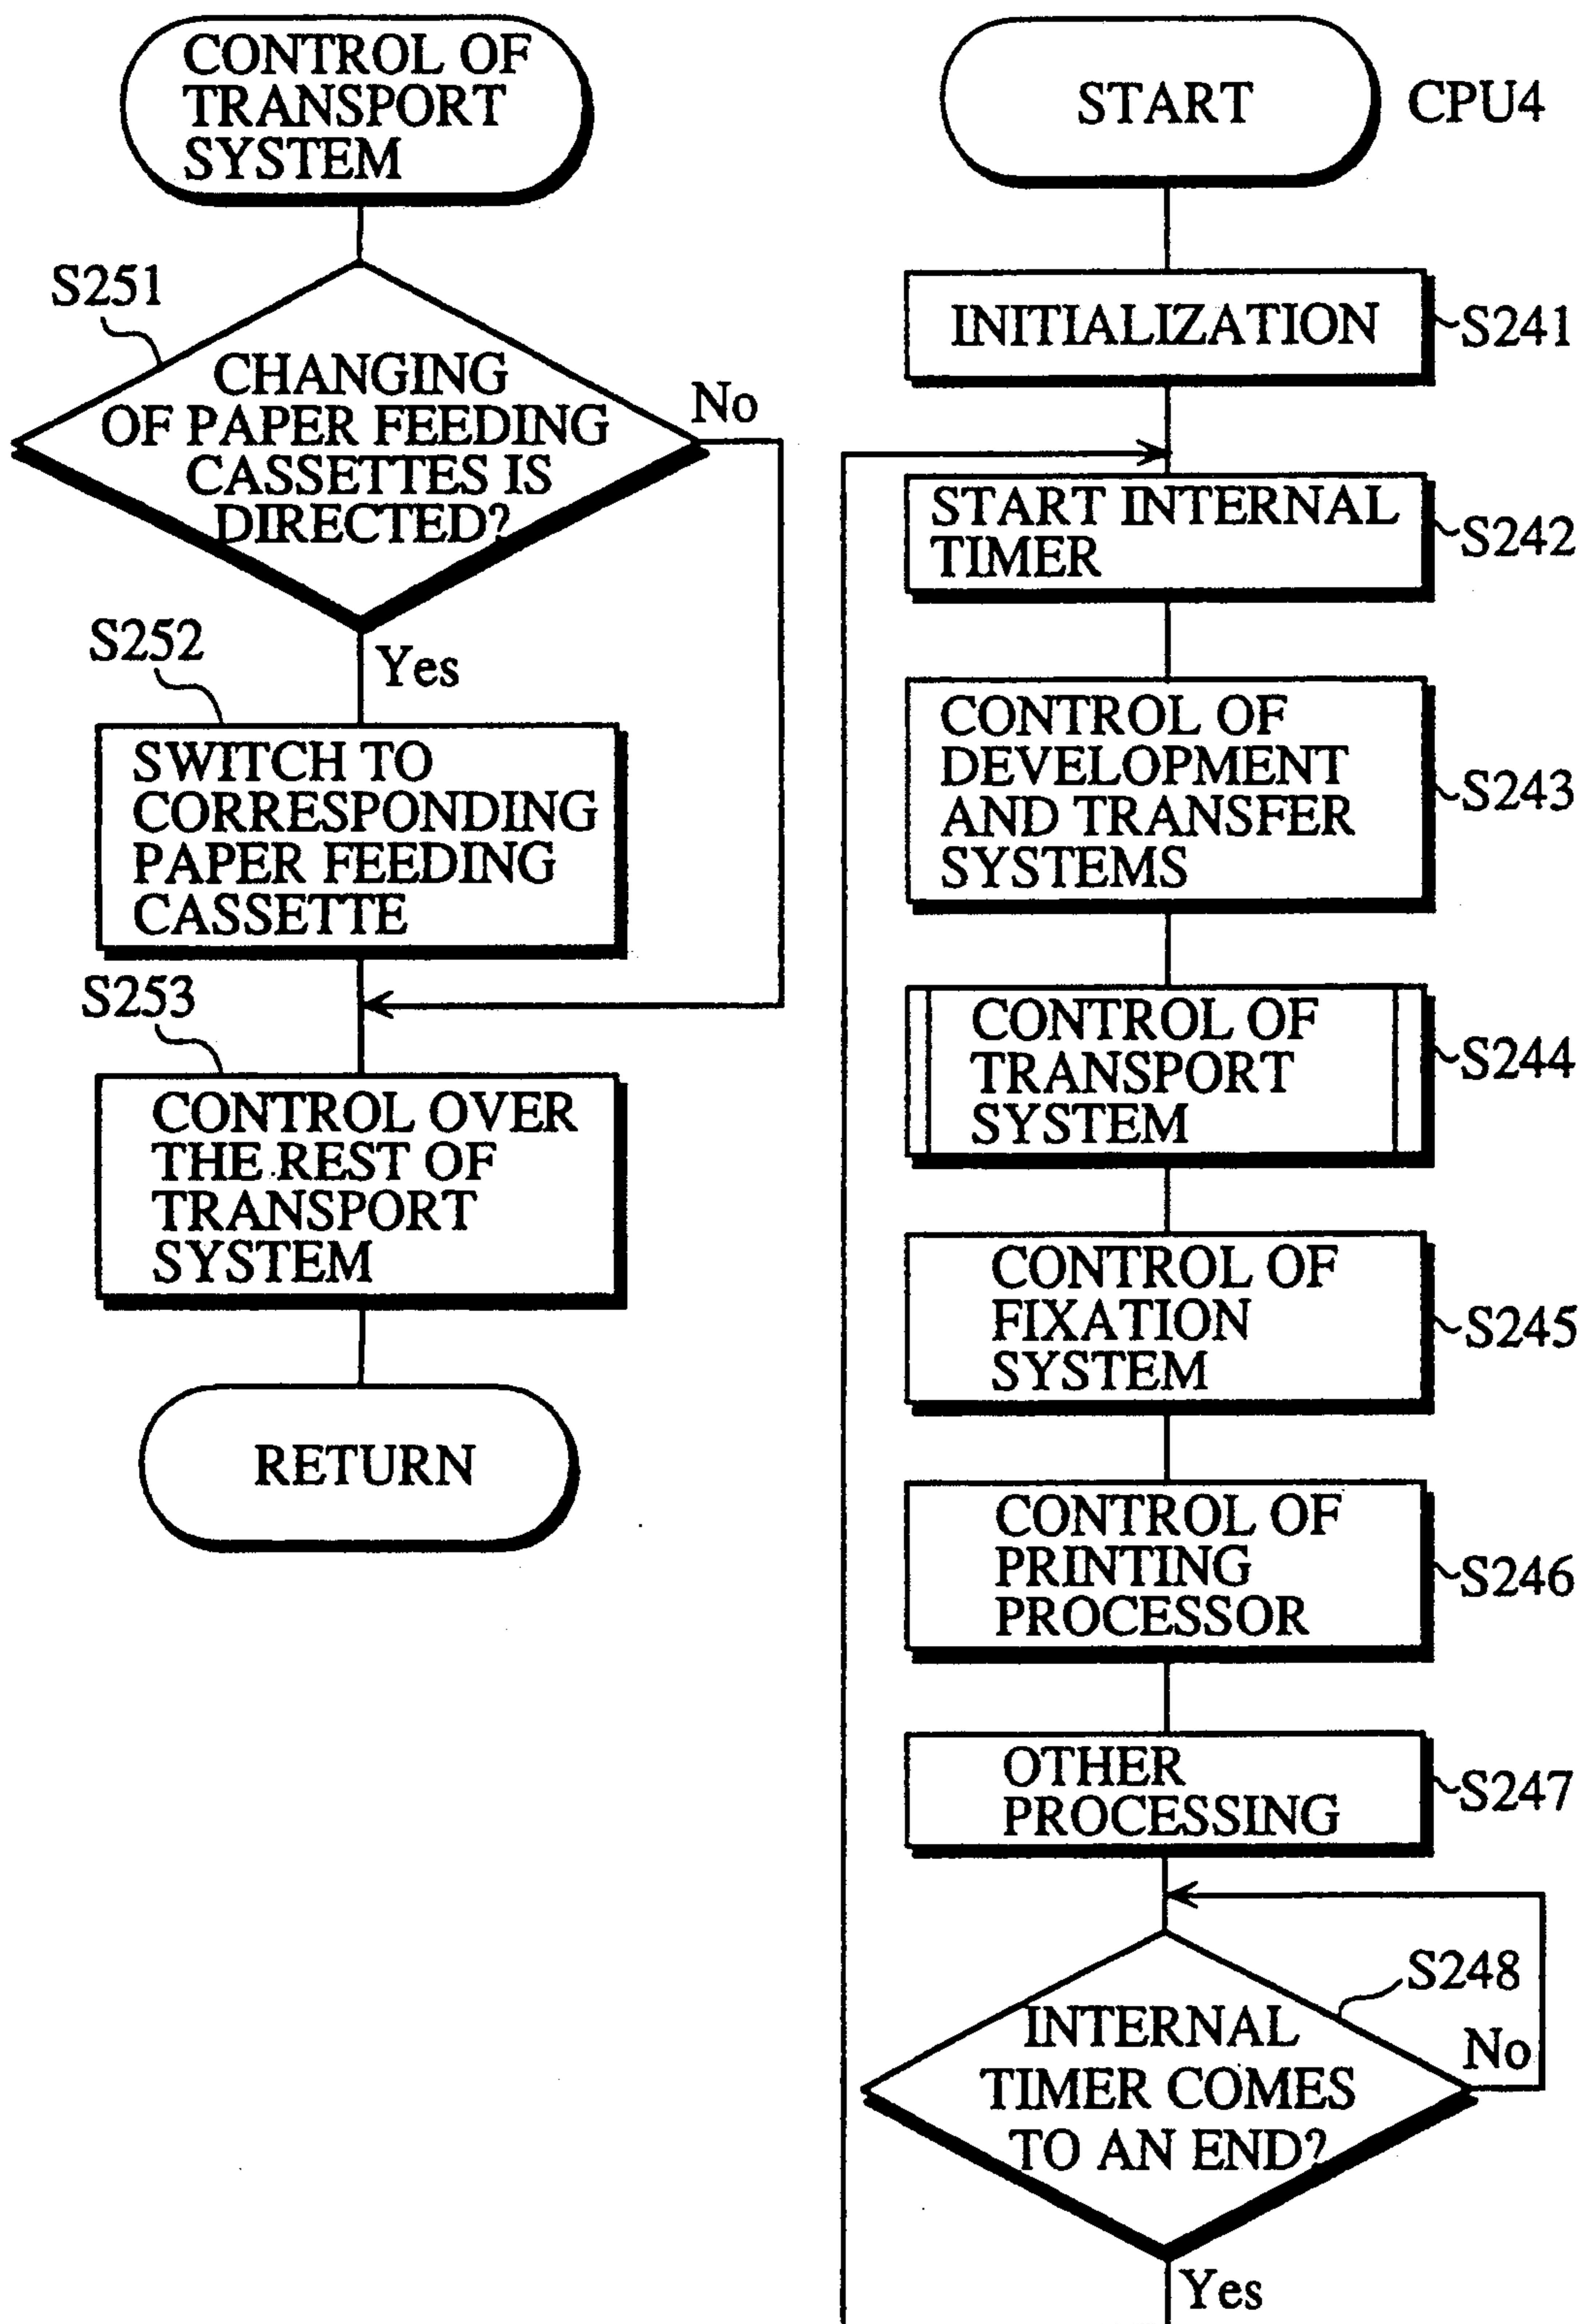 CONTROL OF
TRANSPORT
SYSTEM
S251
CHANGING
OF PAPER FEEDING
CASSETTES IS
DIRECTED?
No
Yes
S252
SWITCH TO
CORRESPONDING
PAPER FEEDING
CASSETTE
S253
CONTROL OVER
THE REST OF
TRANSPORT
SYSTEM
RETURN
START
CPU4
INITIALIZATION
S241
START INTERNAL
TIMER
S242
CONTROL OF
DEVELOPMENT
AND TRANSFER
SYSTEMS
S243
CONTROL OF
TRANSPORT
SYSTEM
S244
CONTROL OF
FIXATION
SYSTEM
S245
CONTROL OF
PRINTING
PROCESSOR
S246
OTHER
PROCESSING
S247
S248
INTERNAL
TIMER COMES
TO AN END?
No
Yes